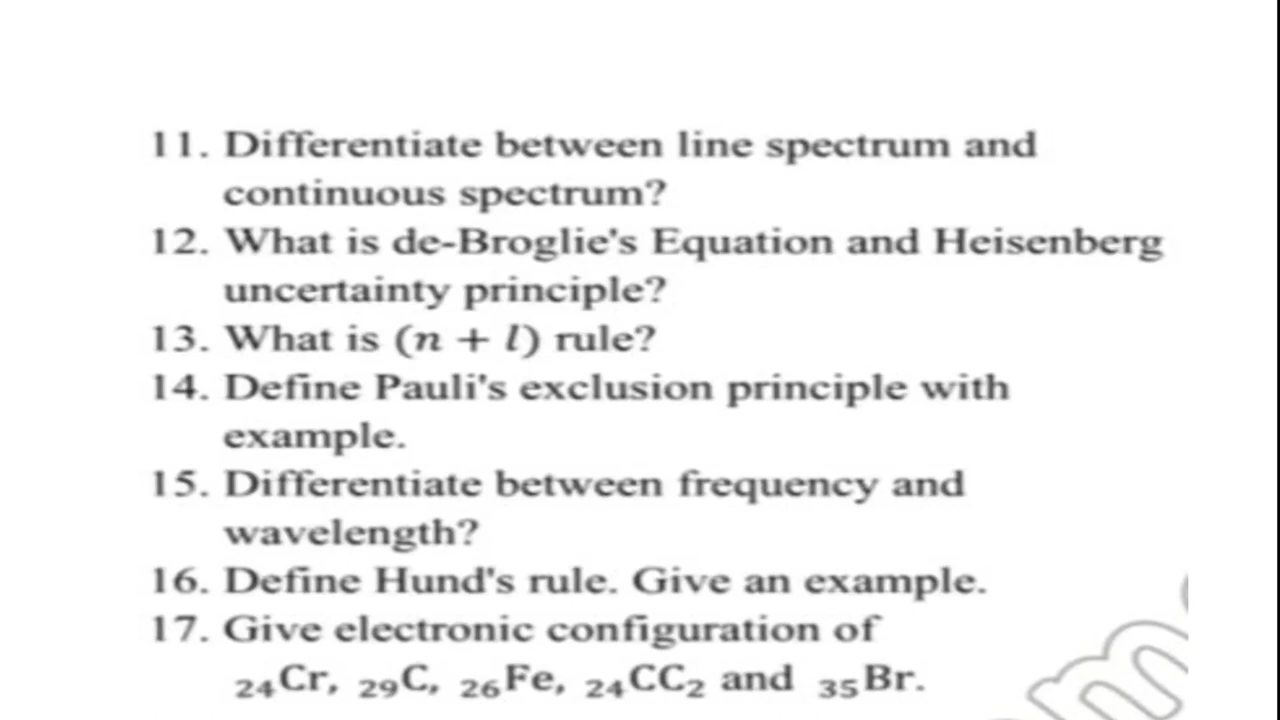 11. Differentiate between line spectrum and
continuous spectrum?
12. What is de-Broglie's Equation and Heisenberg
uncertainty principle?
13. What is (n + l) rule?
14. Define Pauli's exclusion principle with
example.
15. Differentiate between frequency and
wavelength?
16. Define Hund's rule. Give an example.
17. Give electronic configuration of
₂₄Cr, ₂₉C, ₂₆Fe, ₂₄CC₂ and ₃₅Br.